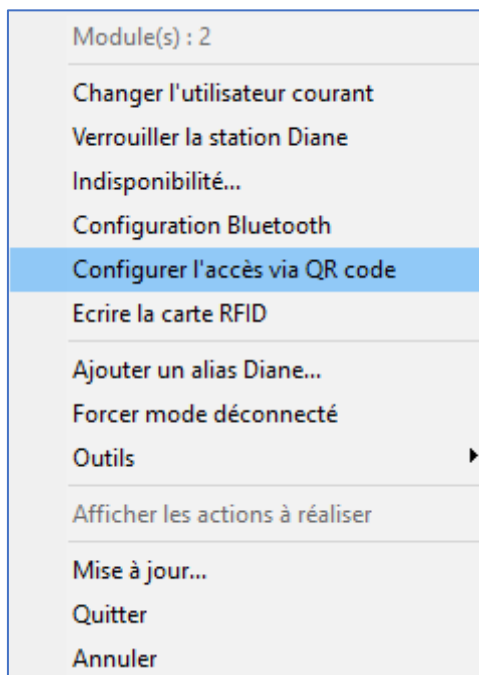 Module(s) : 2
Changer l'utilisateur courant
Verrouiller la station Diane
Indisponibilité...
Configuration Bluetooth
Configurer l'accès via QR code
Ecrire la carte RFID
Ajouter un alias Diane...
Forcer mode déconnecté
Outils
Afficher les actions à réaliser
Mise à jour...
Quitter
Annuler